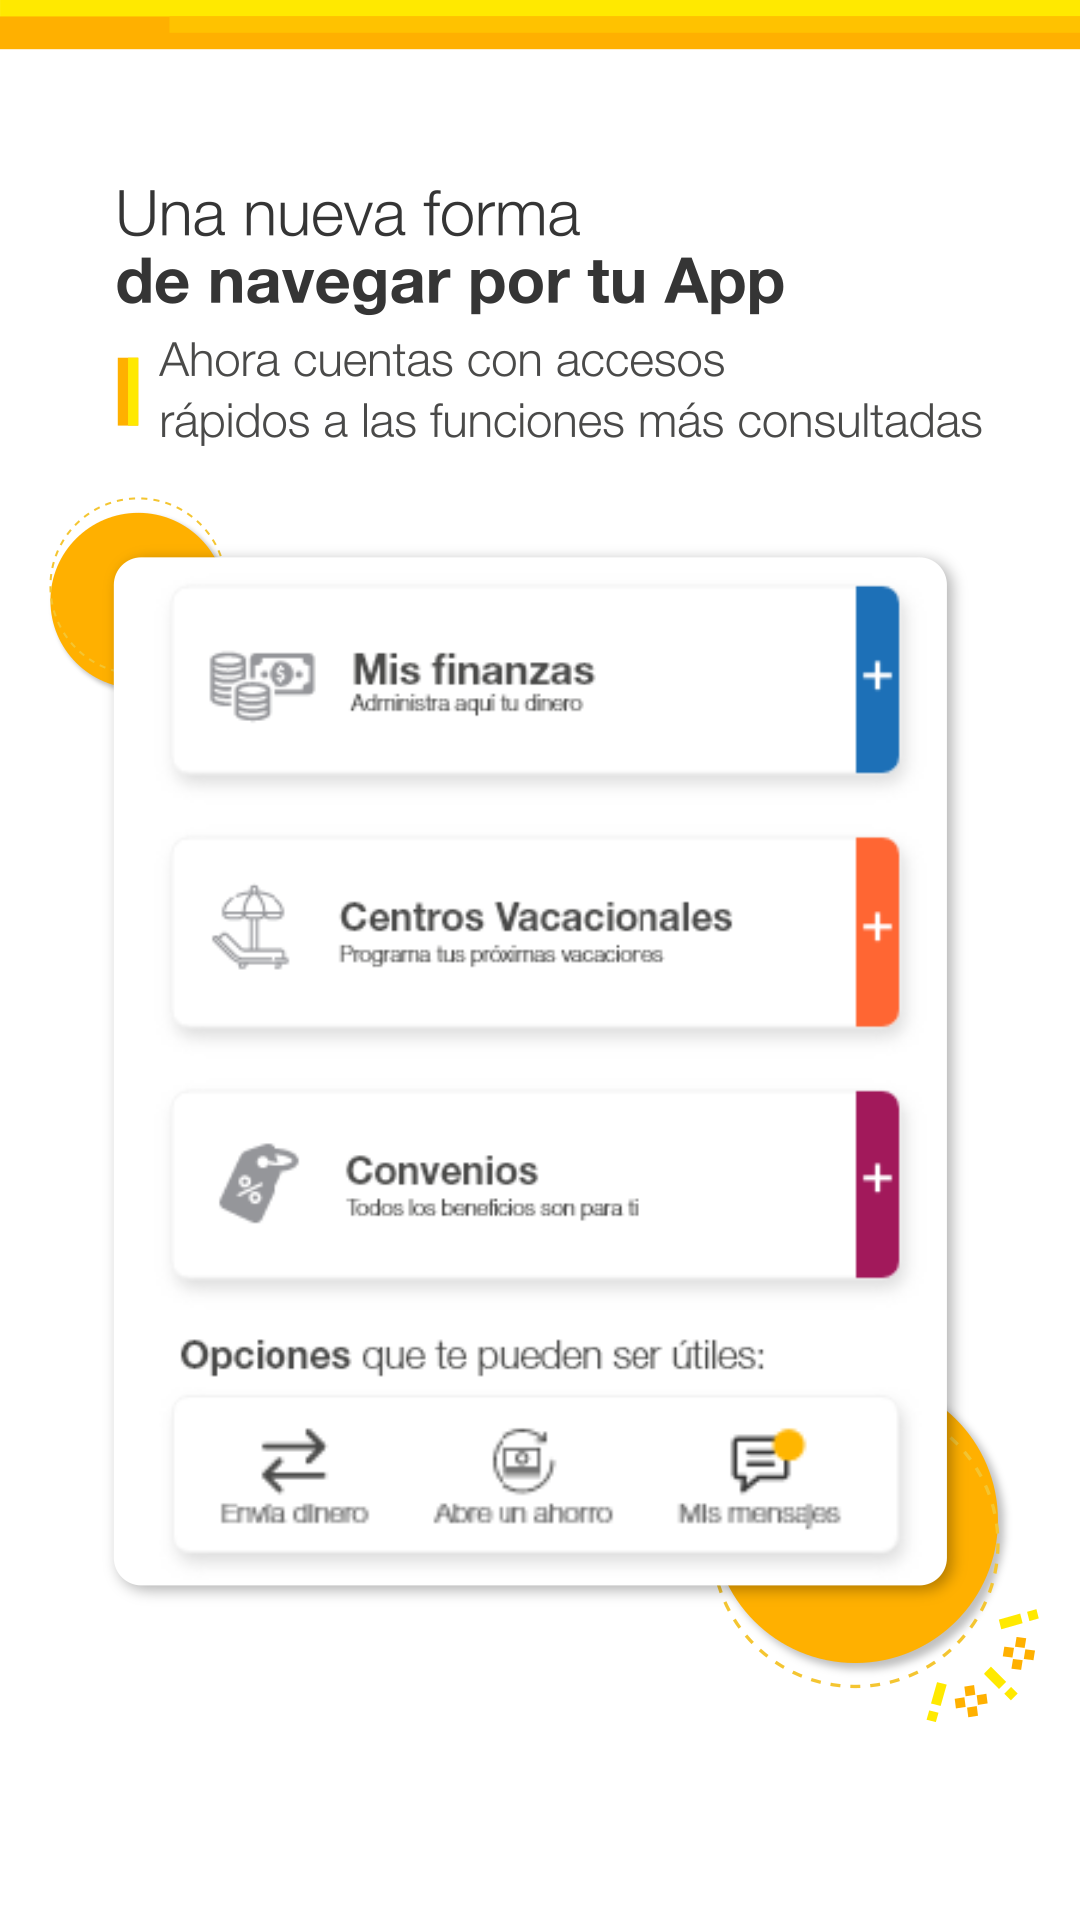 Una nueva forma
de navegar por tu App
Ahora cuentas con accesos
rápidos a las funciones más consultadas
Mis finanzas
Administra aquí tu dinero
Centros Vacacionales
Programa tus próximas vacaciones
Convenios
Todos los beneficios son para ti
Opciones que te pueden ser útiles:
Envía dinero
Abre un ahorro
Mis mensajes